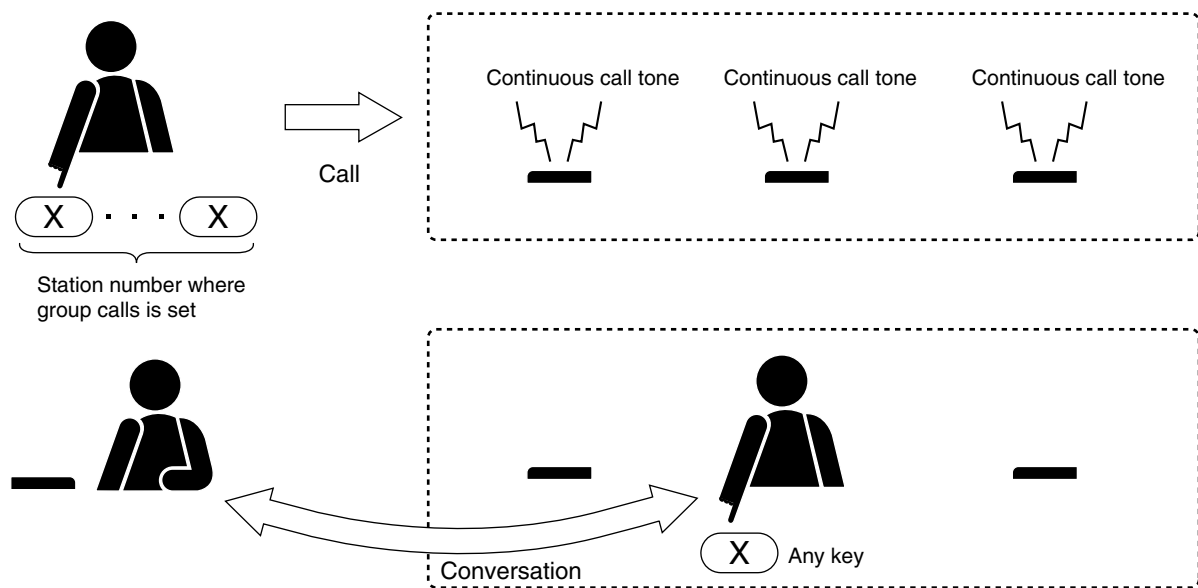 Continuous call tone
Continuous call tone
Continuous call tone
Call
X . . . X
Station number where
group calls is set
X Any key
Conversation